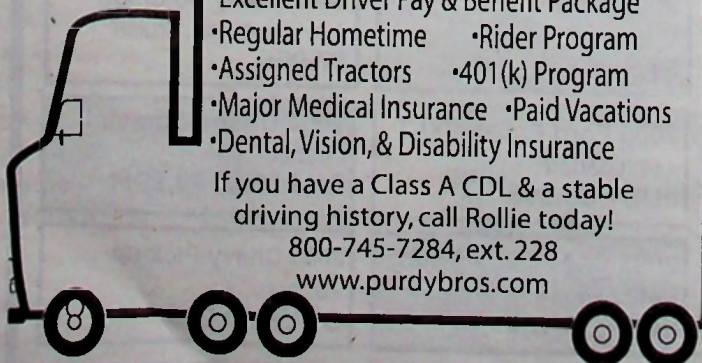 Excellent Driver Pay & Benefit Package
•Regular Hometime •Rider Program
•Assigned Tractors •401(k) Program
•Major Medical Insurance •Paid Vacations
•Dental, Vision, & Disability Insurance
If you have a Class A CDL & a stable
driving history, call Rollie today!
800-745-7284, ext. 228
www.purdybros.com